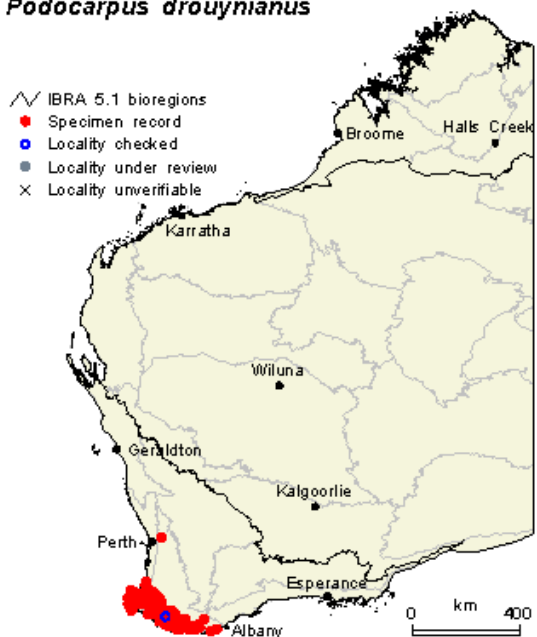 Podocarpus drouynianus
IBRA 5.1 bioregions
Specimen record
Locality checked
Locality under review
Locality unverifiable
Broome
Halls Creek
Karratha
Wiluna
Geraldton
Kalgoorlie
Perth
Esperance
Albany
0 km 400